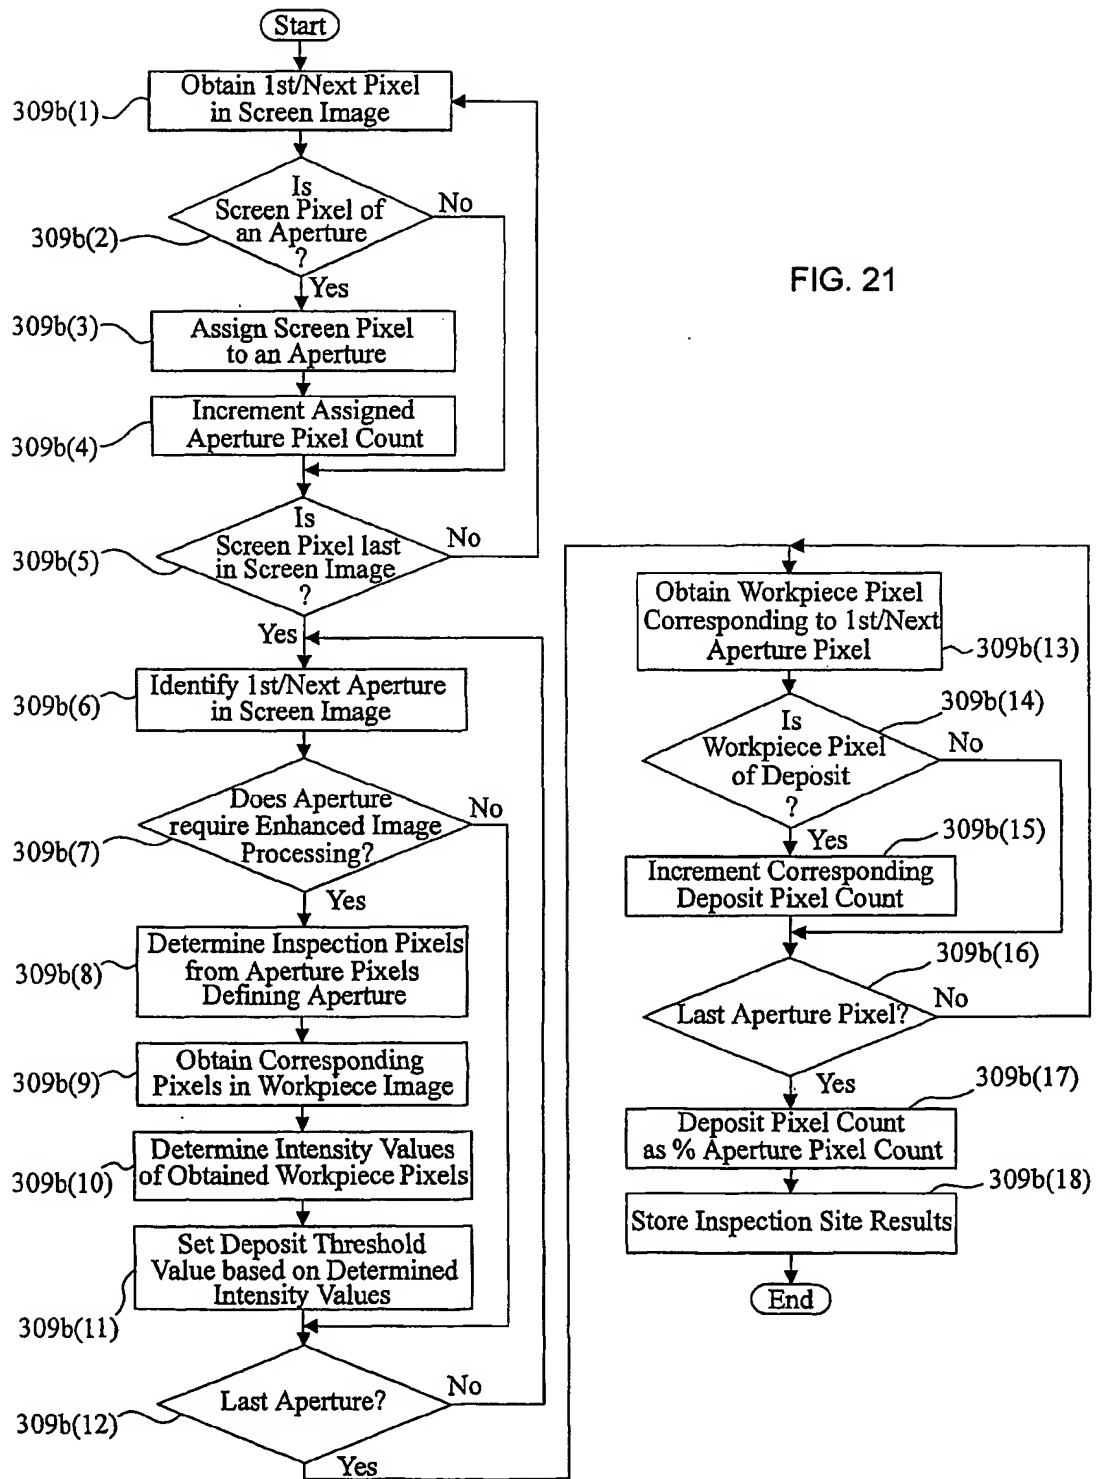 Start
Obtain 1st/Next Pixel
in Screen Image
309b(1)
Is
Screen Pixel of
an Aperture
?
No
309b(2)
Yes
309b(3)
Assign Screen Pixel
to an Aperture
Increment Assigned
Aperture Pixel Count
309b(4)
Is
Screen Pixel last
in Screen Image
?
No
309b(5)
Yes
Identify 1st/Next Aperture
in Screen Image
309b(6)
Does Aperture
require Enhanced Image
Processing?
No
309b(7)
Yes
Determine Inspection Pixels
from Aperture Pixels
Defining Aperture
309b(8)
Obtain Corresponding
Pixels in Workpiece Image
309b(9)
Determine Intensity Values
of Obtained Workpiece Pixels
309b(10)
Set Deposit Threshold
Value based on Determined
Intensity Values
309b(11)
Last Aperture?
No
309b(12)
Yes
FIG. 21
Obtain Workpiece Pixel
Corresponding to 1st/Next
Aperture Pixel
309b(13)
309b(14)
Is
Workpiece Pixel
of Deposit
?
No
Yes
309b(15)
Increment Corresponding
Deposit Pixel Count
309b(16)
Last Aperture Pixel?
No
Yes
309b(17)
Deposit Pixel Count
as % Aperture Pixel Count
309b(18)
Store Inspection Site Results
End